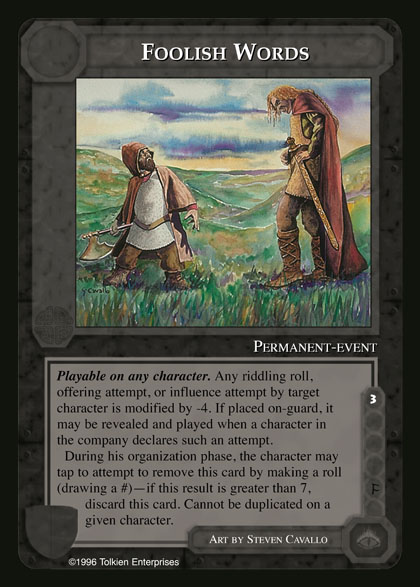 Foolish Words
Cavallo
Permanent-event
Playable on any character. Any riddling roll,
offering attempt, or influence attempt by target
character is modified by -4. If placed on-guard, it
may be revealed and played when a character in
the company declares such an attempt.
During his organization phase, the character may
tap to attempt to remove this card by making a roll
(drawing a #)—if this result is greater than 7,
discard this card. Cannot be duplicated on a
given character.
3
F
Art by Steven Cavallo
©1996 Tolkien Enterprises